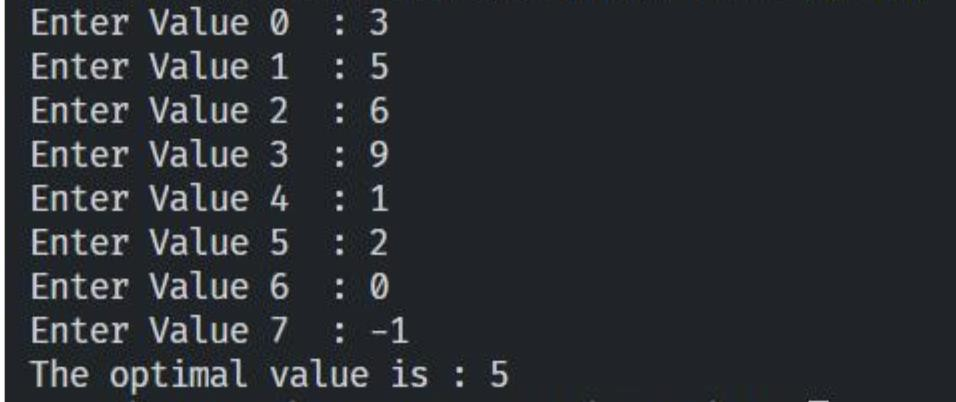 Enter Value 0  : 3
Enter Value 1  : 5
Enter Value 2  : 6
Enter Value 3  : 9
Enter Value 4  : 1
Enter Value 5  : 2
Enter Value 6  : 0
Enter Value 7  : -1
The optimal value is : 5